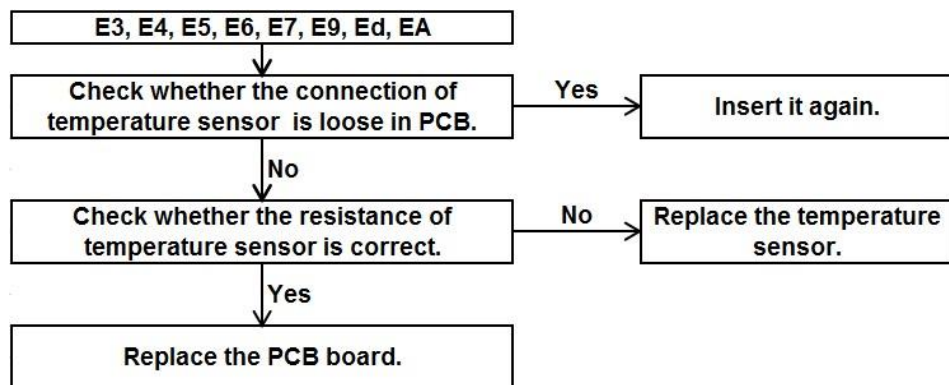 E3, E4, E5, E6, E7, E9, Ed, EA
Check whether the connection of
temperature sensor is loose in PCB.
Yes
Insert it again.
No
Check whether the resistance of
temperature sensor is correct.
No
Replace the temperature
sensor.
Yes
Replace the PCB board.